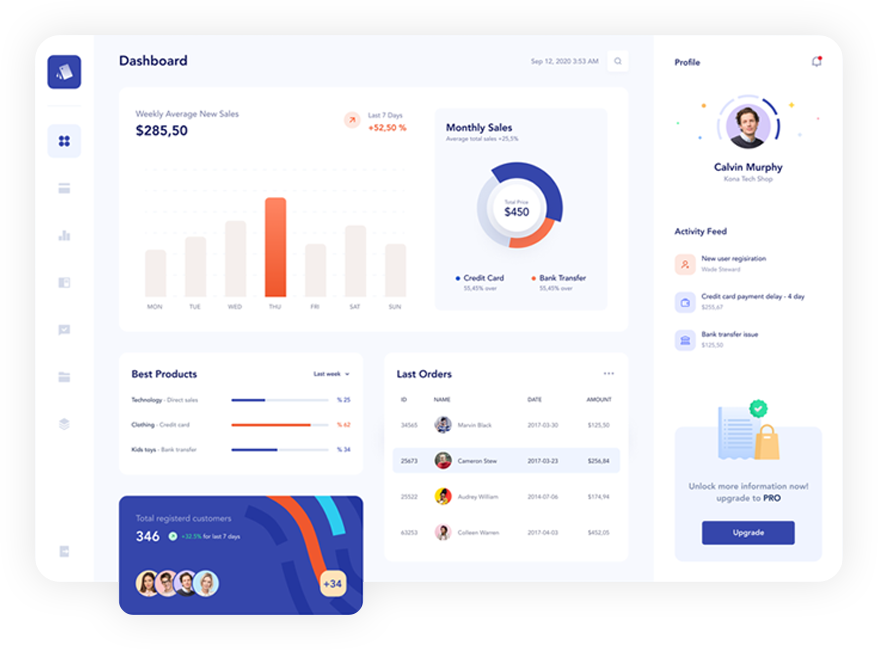 Dashboard
Sep 12, 2020 3:53 AM
Weekly Average New Sales
$285,50
Last 7 Days
+52,50 %
MON TUE WED THU FRI SAT SUN
Monthly Sales
Average total sales +25,5%
Total Price
$450
Credit Card
55,45% over
Bank Transfer
55,45% over
Best Products
Last week
Technology - Direct sales % 25
Clothing - Credit card % 62
Kids toys - Bank transfer % 34
Last Orders
ID NAME DATE AMOUNT
34565 Marvin Black 2017-03-30 $125,50
25673 Cameron Stew 2017-03-23 $256,84
25522 Audrey William 2014-07-06 $174,94
63253 Colleen Warren 2017-04-03 $452,05
Total registerd customers
346 +32.5% for last 7 days
+34
Profile
Calvin Murphy
Kona Tech Shop
Activity Feed
New user regisiration
Wade Steward
Credit card payment delay - 4 day
$255,67
Bank transfer issue
$125,50
Unlock more information now!
upgrade to PRO
Upgrade